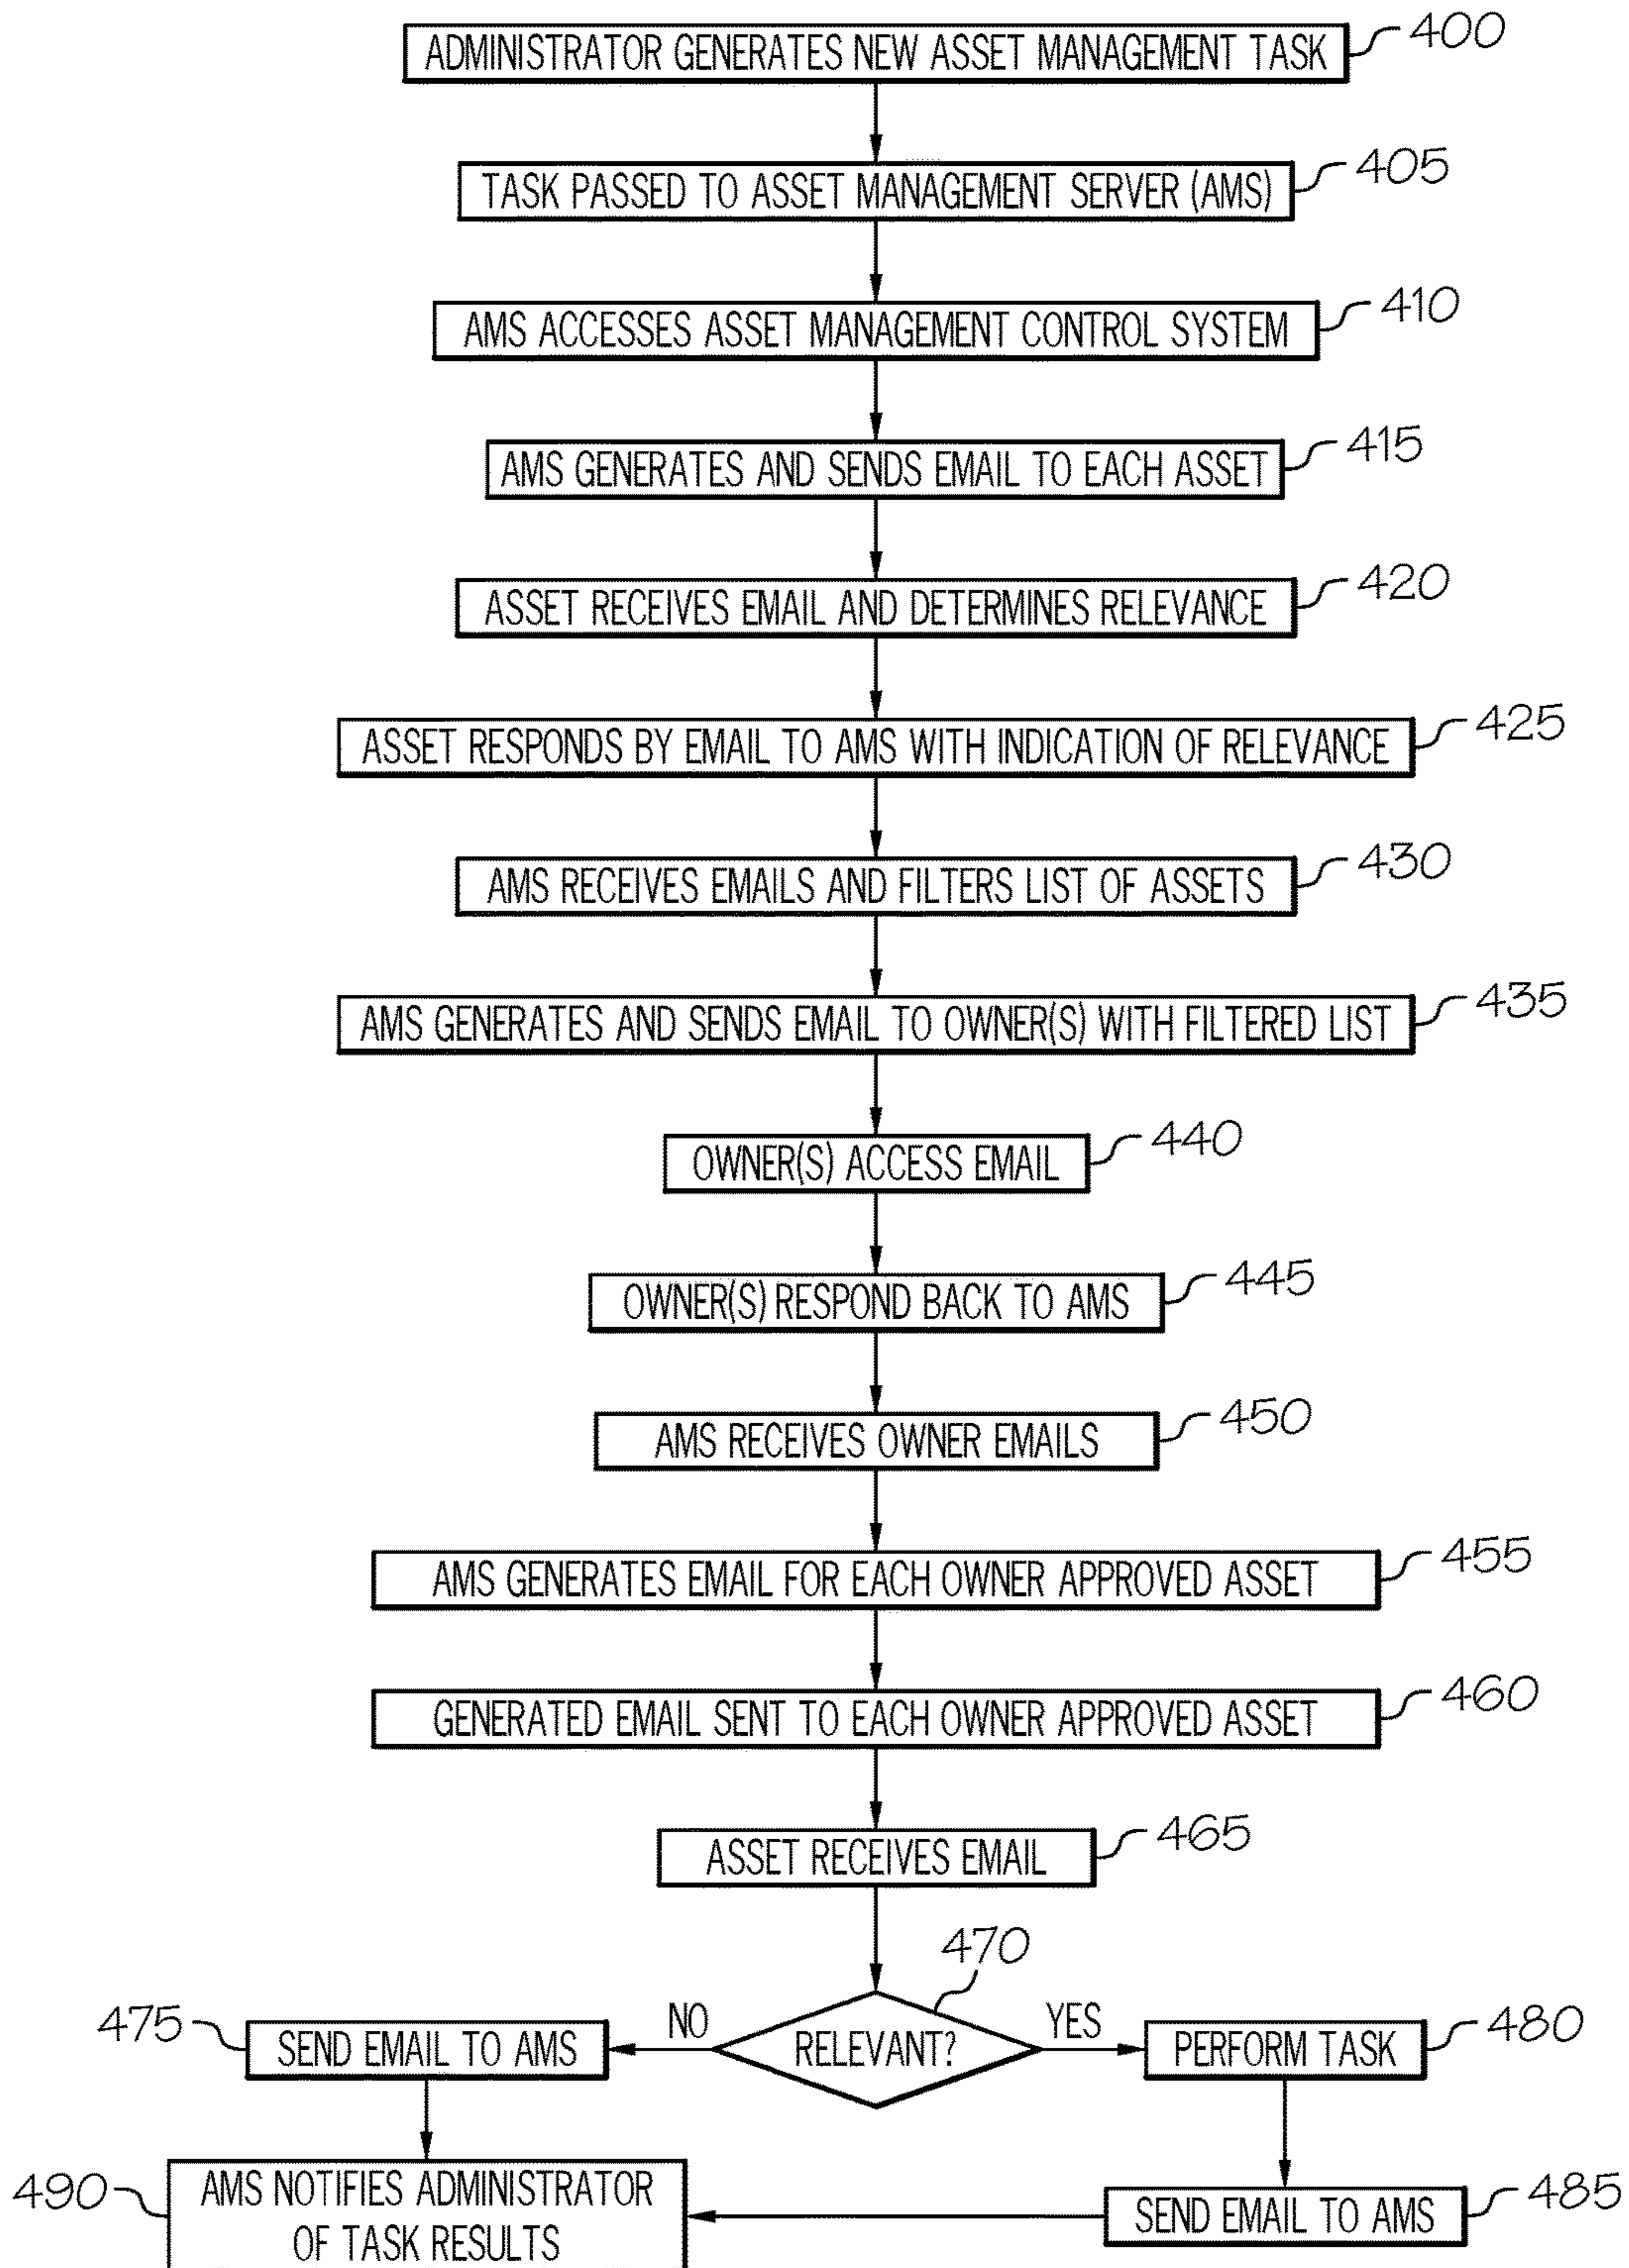 ADMINISTRATOR GENERATES NEW ASSET MANAGEMENT TASK
400
TASK PASSED TO ASSET MANAGEMENT SERVER (AMS)
405
AMS ACCESSES ASSET MANAGEMENT CONTROL SYSTEM
410
AMS GENERATES AND SENDS EMAIL TO EACH ASSET
415
ASSET RECEIVES EMAIL AND DETERMINES RELEVANCE
420
ASSET RESPONDS BY EMAIL TO AMS WITH INDICATION OF RELEVANCE
425
AMS RECEIVES EMAILS AND FILTERS LIST OF ASSETS
430
AMS GENERATES AND SENDS EMAIL TO OWNER(S) WITH FILTERED LIST
435
OWNER(S) ACCESS EMAIL
440
OWNER(S) RESPOND BACK TO AMS
445
AMS RECEIVES OWNER EMAILS
450
AMS GENERATES EMAIL FOR EACH OWNER APPROVED ASSET
455
GENERATED EMAIL SENT TO EACH OWNER APPROVED ASSET
460
ASSET RECEIVES EMAIL
465
470
RELEVANT?
NO
YES
475
SEND EMAIL TO AMS
PERFORM TASK
480
490
AMS NOTIFIES ADMINISTRATOR
OF TASK RESULTS
SEND EMAIL TO AMS
485